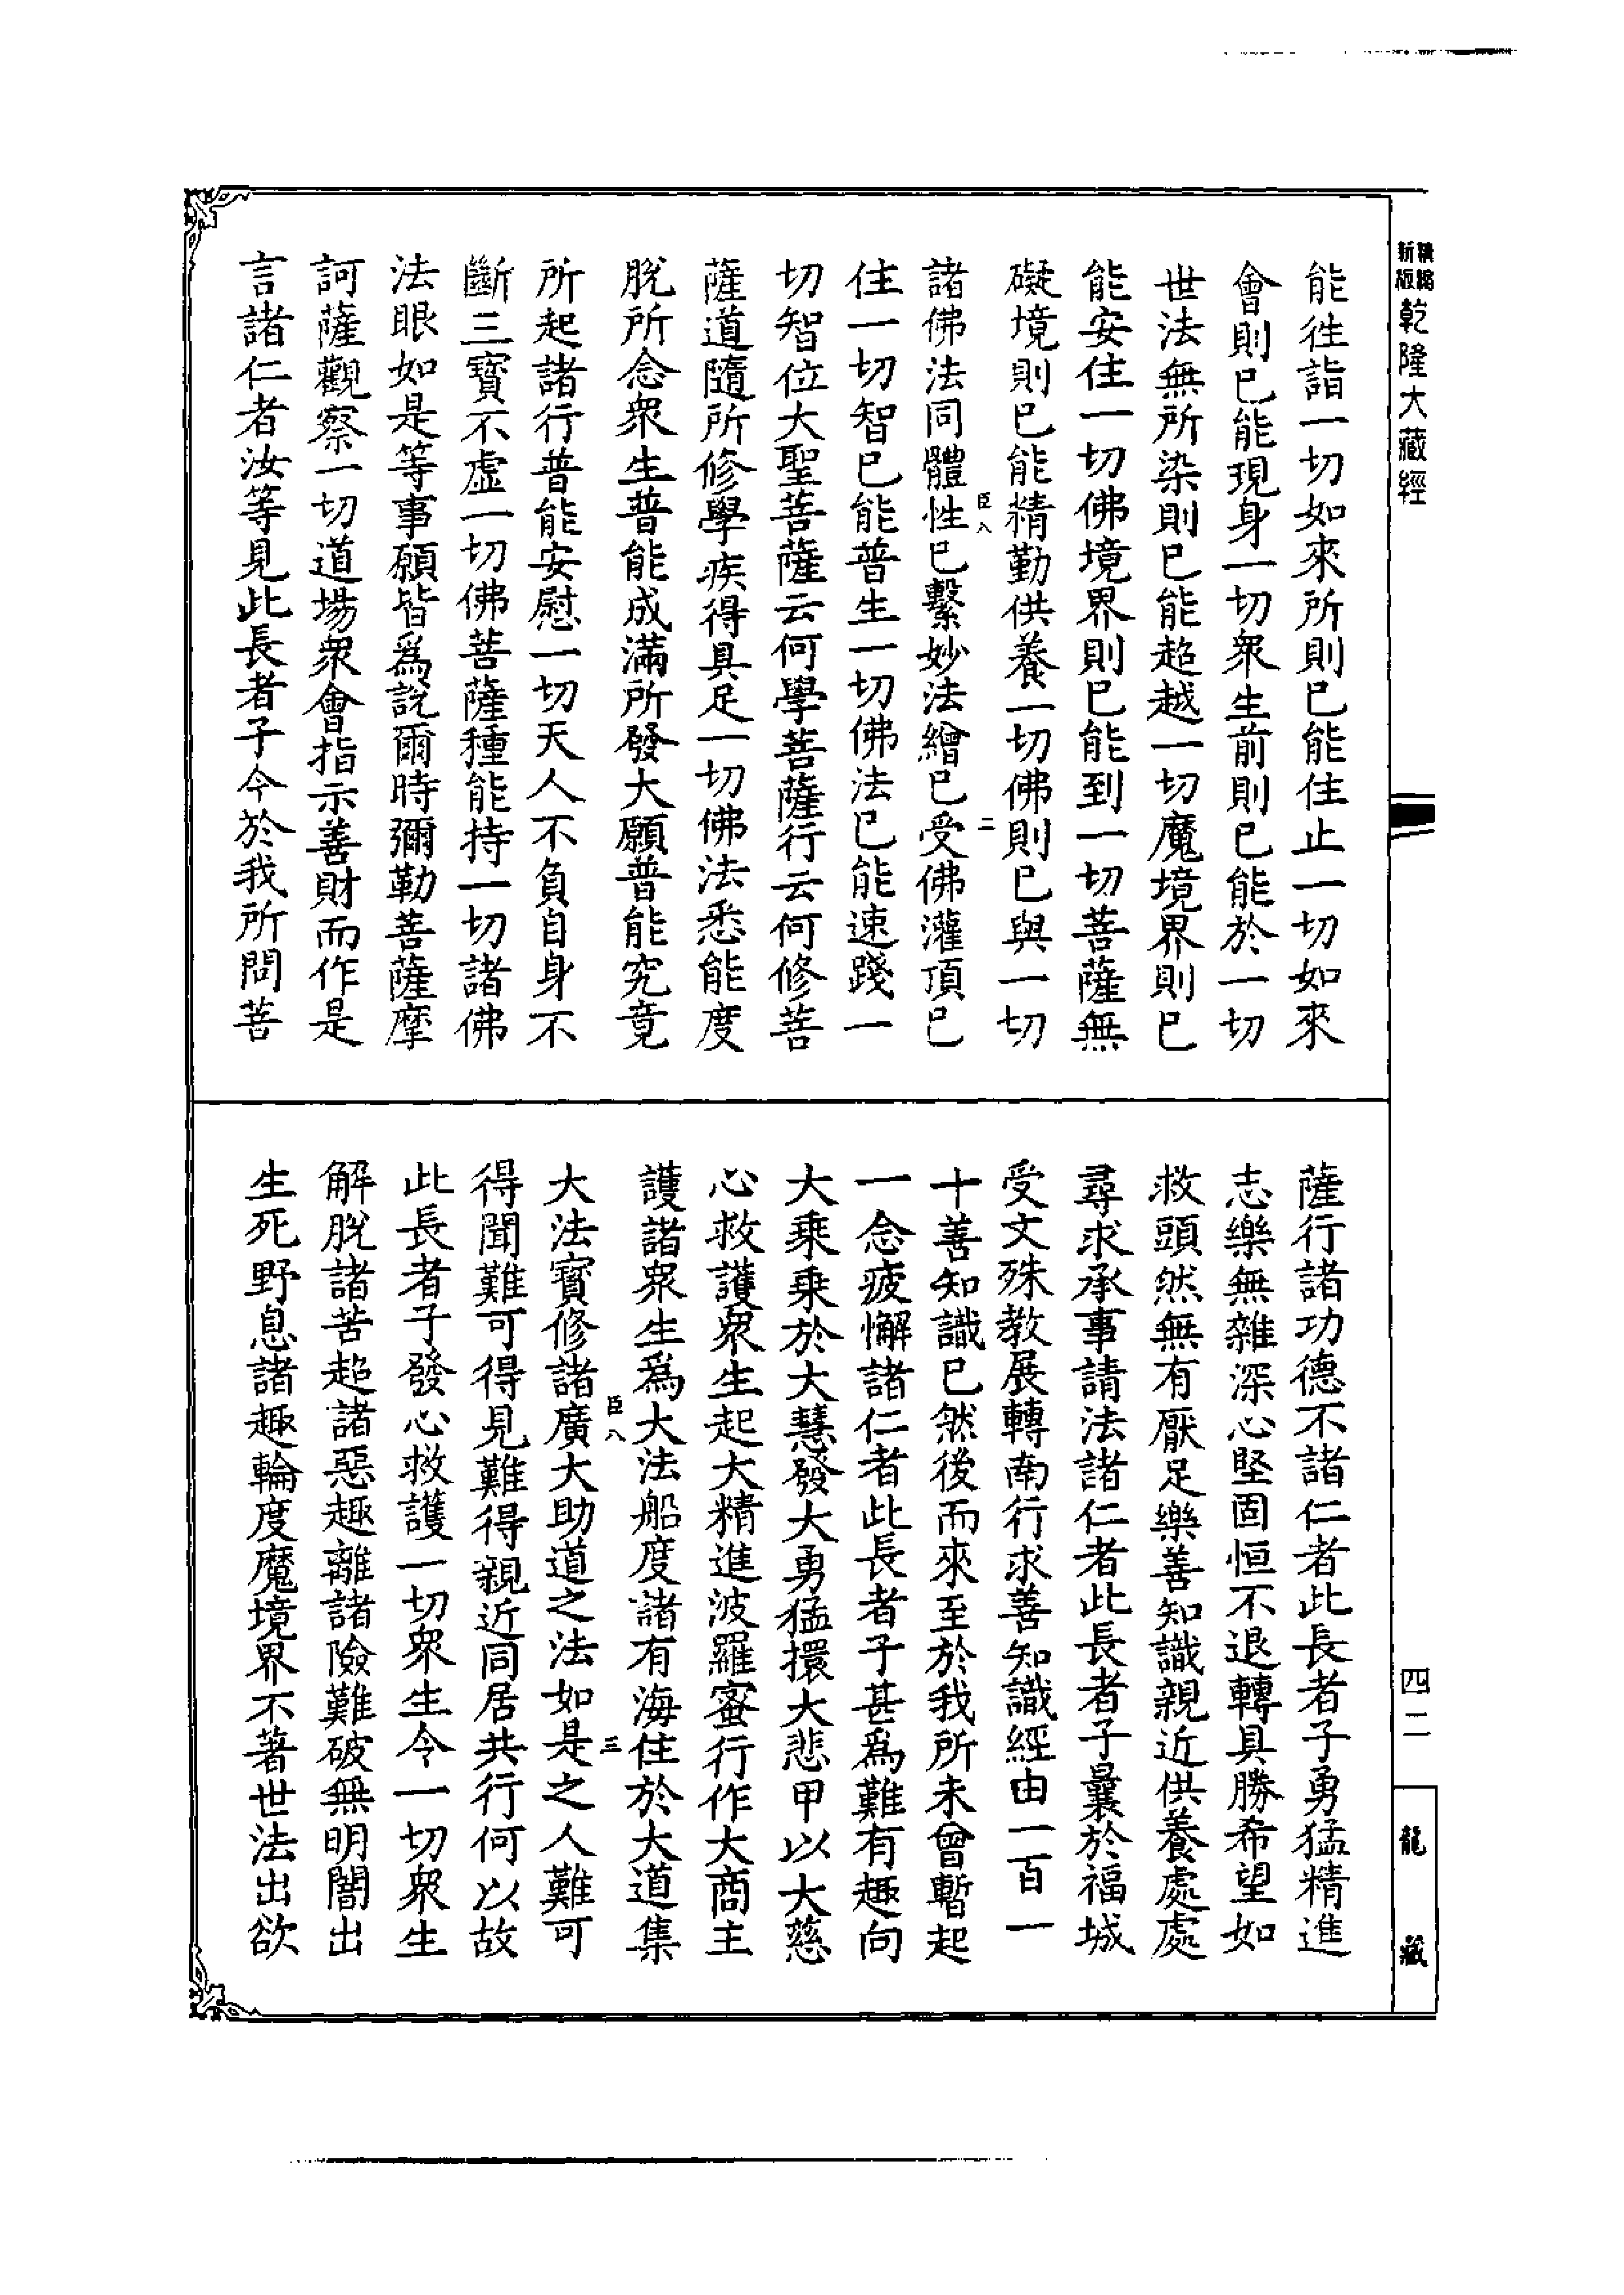 新版精縮乾隆大藏經
能往詣一切如來所則已能住止一切如來
會則已能現身一切衆生前則已能於一切
世法無所染則已能超越一切魔境界則已
能安住一切佛境界則已能到一切菩薩無
礙境則已能精勤供養一切佛則已與一切
臣八 二
諸佛法同體性已繫妙法繒已受佛灌頂已
住一切智已能普生一切佛法已能速踐一
切智位大聖菩薩云何學菩薩行云何修菩
薩道隨所修學疾得具足一切佛法悉能度
脫所念衆生普能成滿所發大願普能究竟
所起諸行普能安慰一切天人不負自身不
斷三寶不虛一切佛菩薩種能持一切諸佛
法眼如是等事願皆爲說爾時彌勒菩薩摩
訶薩觀察一切道場衆會指示善財而作是
言諸仁者汝等見此長者子今於我所問菩
薩行諸功德不諸仁者此長者子勇猛精進
志樂無雜深心堅固恒不退轉具勝希望如
救頭然無有厭足樂善知識親近供養處處
尋求承事請法諸仁者此長者子曩於福城
受文殊教展轉南行求善知識經由一百一
十善知識已然後而來至於我所未曾暫起
一念疲懈諸仁者此長者子甚爲難有趣向
大乘乘於大慧發大勇猛擐大悲甲以大慈
心救護衆生起大精進波羅蜜行作大商主
護諸衆生爲大法船度諸有海住於大道集
臣八 三
大法寶修諸廣大助道之法如是之人難可
得聞難可得見難得親近同居共行何以故
此長者子發心救護一切衆生令一切衆生
解脫諸苦超諸惡趣離諸險難破無明闇出
生死野息諸趣輪度魔境界不著世法出欲
四二
龍藏